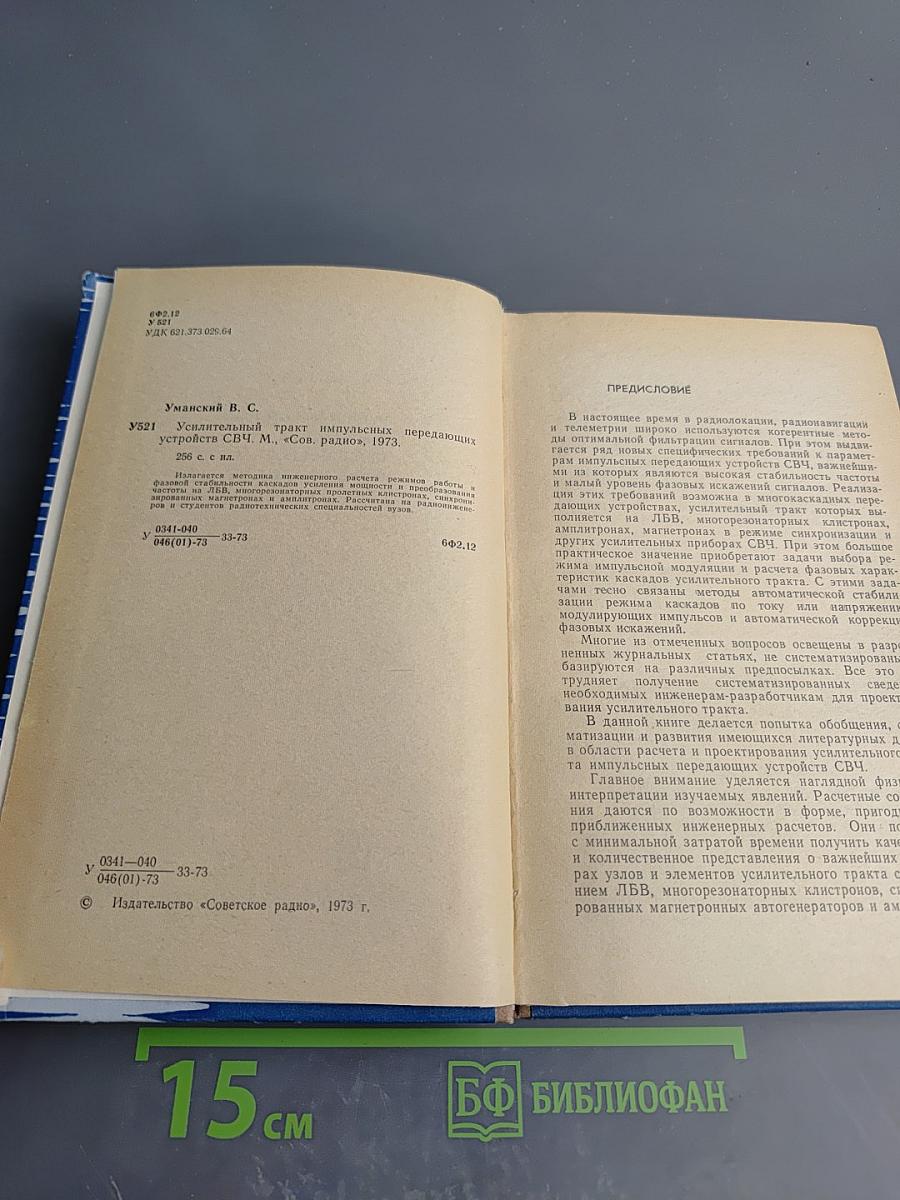 6Ф2.12
У 521
УДК 621.373 029.64
Уманский В. С.
У521 Усилительный тракт импульсных передающих
устройств СВЧ. М., «Сов. радио», 1973.
256 с. с ил.
Излагается методика инженерного расчета режимов работы и
фазовой стабильности каскадов усиления мощности и преобразования
частоты на ЛБВ, многорезонаторных пролетных клистронах, синхрони-
зированных магнетронах и амплитронах. Рассчитана на радиоинжене-
ров и студентов радиотехнических специальностей вузов.
0341-040
У 33-73
046(01)-73
6Ф2.12
0341—040
У 33-73
046(01)-73
© Издательство «Советское радио», 1973 г,
ПРЕДИСЛОВИЕ
В настоящее время в радиолокации, радионавигации
и телеметрии широко используются когерентные мето-
ды оптимальной фильтрации сигналов. При этом выдви-
гается ряд новых специфических требований к парамет-
рам импульсных передающих устройств СВЧ, важнейши-
ми из которых являются высокая стабильность частоты
и малый уровень фазовых искажений сигналов. Реализа-
ция этих требований возможна в многокаскадных пере-
дающих устройствах, усилительный тракт которых вы-
полняется на ЛБВ, многорезонаторных клистронах,
амплитронах, магнетронах в режиме синхронизации и
других усилительных приборах СВЧ. При этом большое
практическое значение приобретают задачи выбора ре-
жима импульсной модуляции и расчета фазовых харак-
теристик каскадов усилительного тракта. С этими зада-
чами тесно связаны методы автоматической стабили
зации режима каскадов по току или напряжению
модулирующих импульсов и автоматической коррекц
фазовых искажений.
Многие из отмеченных вопросов освещены в разро
ненных журнальных статьях, не систематизированы
базируются на различных предпосылках. Все это
трудняет получение систематизированных сведе
необходимых инженерам-разработчикам для проект
вания усилительного тракта.
В данной книге делается попытка обобщения, с
матизации и развития имеющихся литературных д
в области расчета и проектирования усилительного
та импульсных передающих устройств СВЧ.
Главное внимание уделяется наглядной физ
интерпретации изучаемых явлений. Расчетные со
ния даются по возможности в форме, пригод
приближенных инженерных расчетов. Они по
с минимальной затратой времени получить каче
и количественное представления о важнейших
рах узлов и элементов усилительного тракта с
нием ЛБВ, многорезонаторных клистронов, си
рованных магнетронных автогенераторов и ам
15 см
БФ БИБЛИОФАН